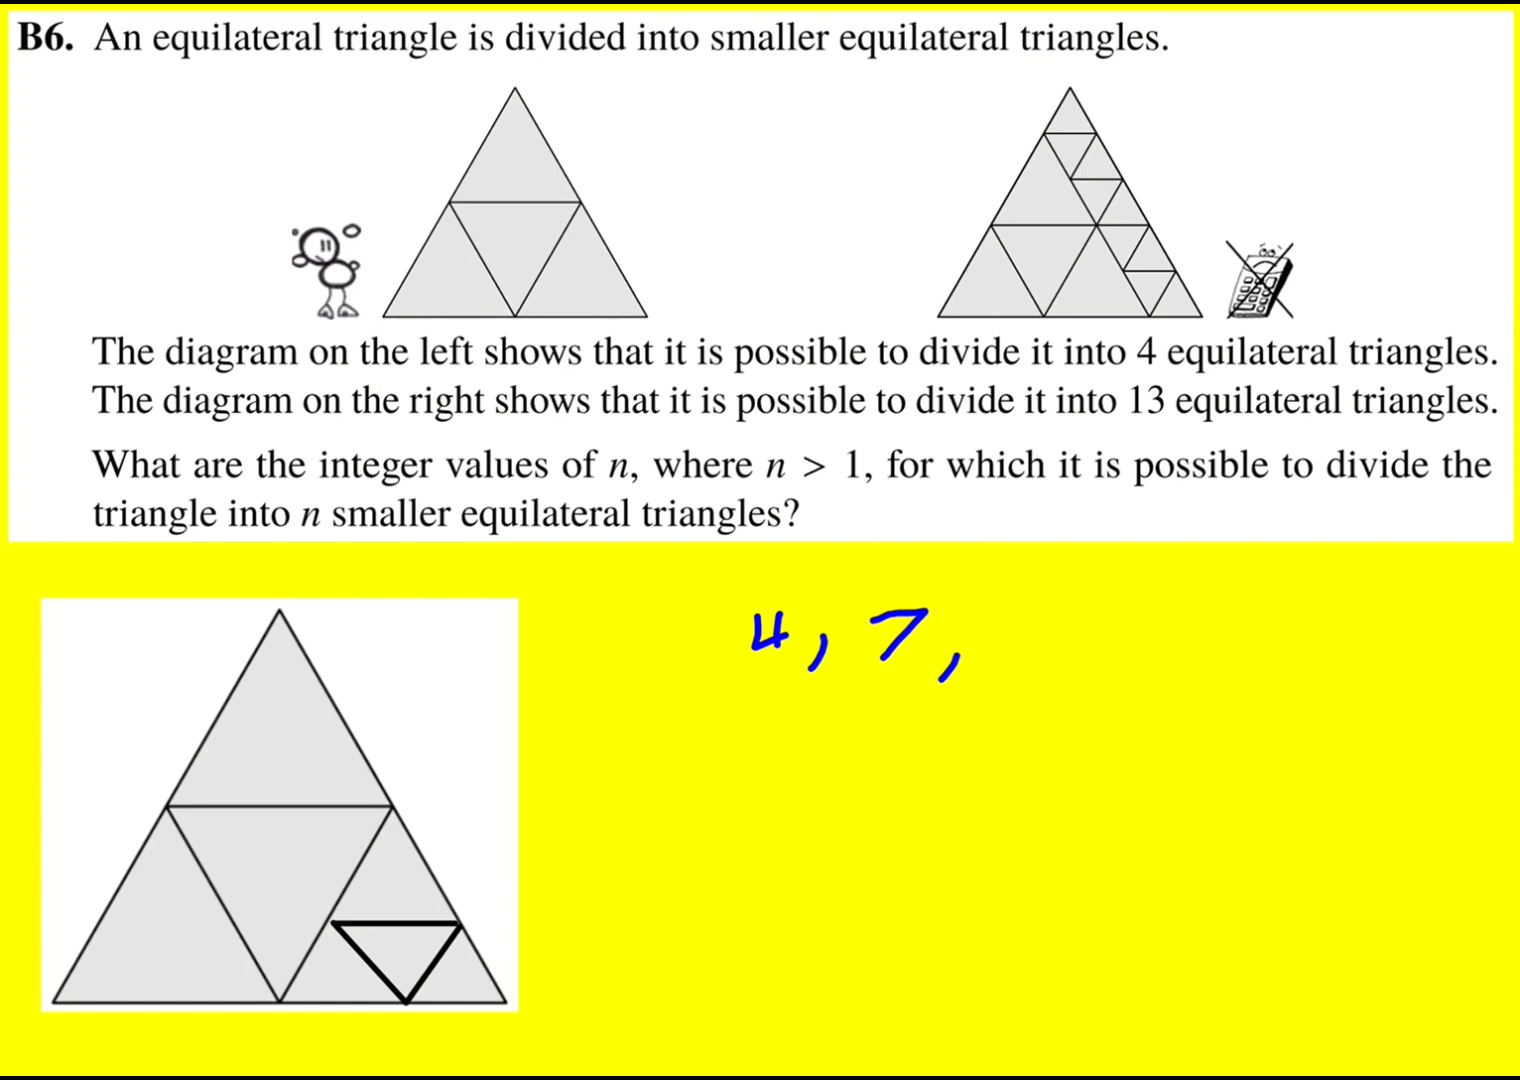 B6. An equilateral triangle is divided into smaller equilateral triangles.
The diagram on the left shows that it is possible to divide it into 4 equilateral triangles.
The diagram on the right shows that it is possible to divide it into 13 equilateral triangles.
What are the integer values of n, where n > 1, for which it is possible to divide the
triangle into n smaller equilateral triangles?
4, 7,